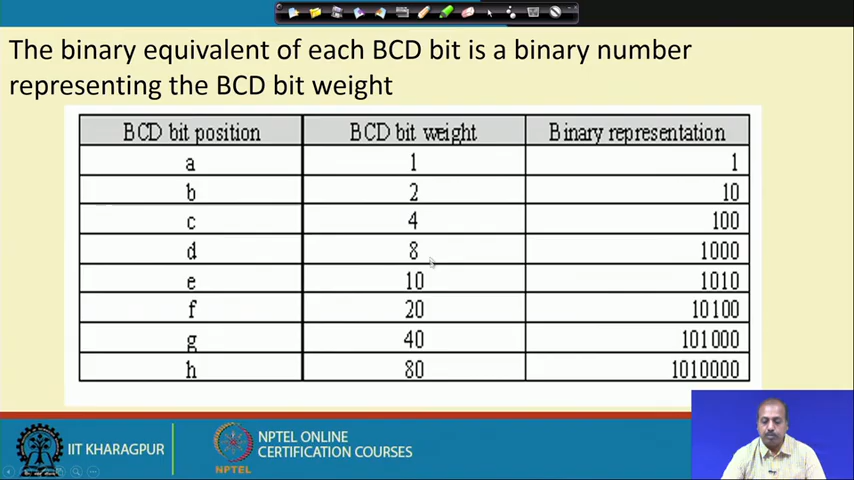 The binary equivalent of each BCD bit is a binary number
representing the BCD bit weight
BCD bit position BCD bit weight Binary representation
a 1 1
b 2 10
c 4 100
d 8 1000
e 10 1010
f 20 10100
g 40 101000
h 80 1010000
IIT KHARAGPUR
NPTEL
NPTEL ONLINE
CERTIFICATION COURSES